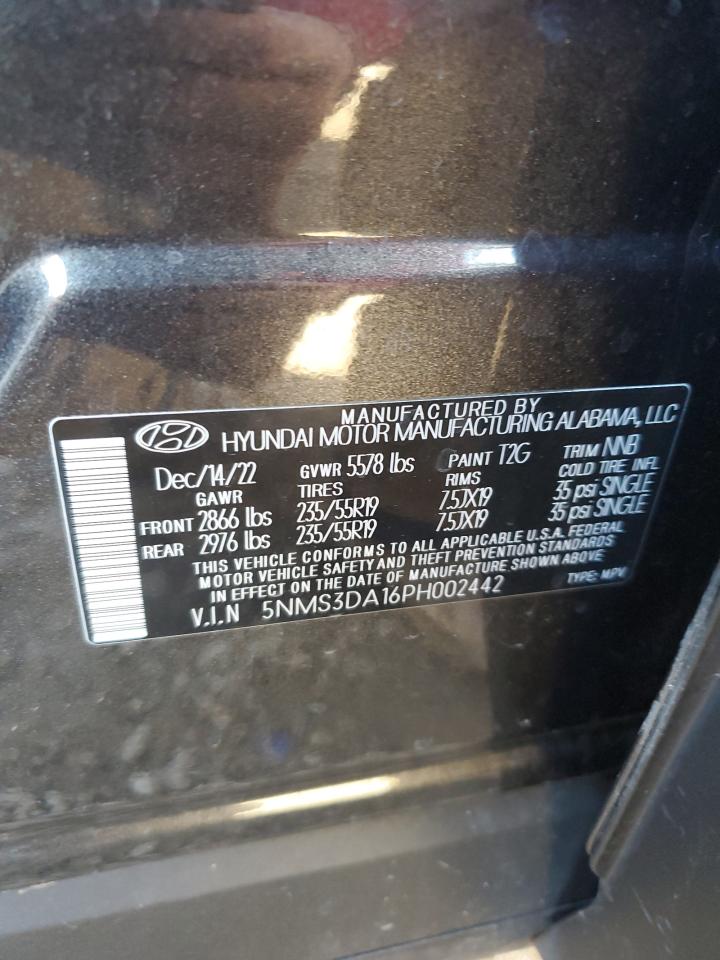 MANUFACTURED BY
HYUNDAI MOTOR MANUFACTURING ALABAMA, LLC
Dec/14/22 GVWR 5578 lbs PAINT T2G TRIM NNB
GAWR TIRES RIMS COLD TIRE INFL
FRONT 2866 lbs 235/55R19 7.5JX19 35 psi SINGLE
REAR 2976 lbs 235/55R19 7.5JX19 35 psi SINGLE
THIS VEHICLE CONFORMS TO ALL APPLICABLE U.S.A. FEDERAL
MOTOR VEHICLE SAFETY AND THEFT PREVENTION STANDARDS
IN EFFECT ON THE DATE OF MANUFACTURE SHOWN ABOVE
V.I.N 5NMS3DA16PH002442 TYPE: MPV